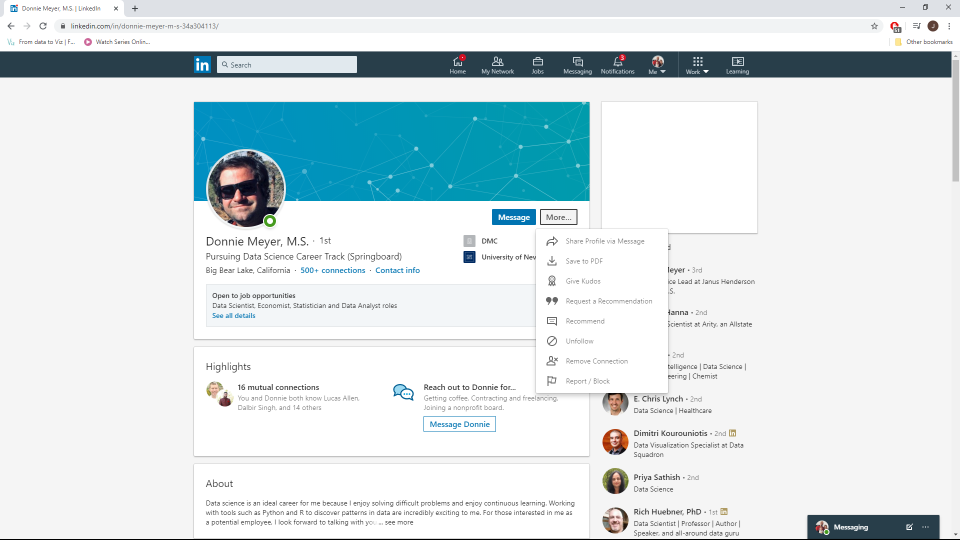 Donnie Meyer, M.S. | LinkedIn
linkedin.com/in/donnie-meyer-m-s-34a304113/
J
From data to Viz | F...
Watch Series Onlin...
Other bookmarks
in
Search
Home
My Network
Jobs
Messaging
Notifications
Me
Work
Learning
Message
More...
Donnie Meyer, M.S. · 1st
Pursuing Data Science Career Track (Springboard)
Big Bear Lake, California · 500+ connections · Contact info
DMC
University of Nev
Open to job opportunities
Data Scientist, Economist, Statistician and Data Analyst roles
See all details
Share Profile via Message
Save to PDF
Give Kudos
Request a Recommendation
Recommend
Unfollow
Remove Connection
Report / Block
Highlights
16 mutual connections
You and Donnie both know Lucas Allen,
Dalbir Singh, and 14 others
Reach out to Donnie for...
Getting coffee, Contracting and freelancing,
Joining a nonprofit board.
Message Donnie
About
Data science is an ideal career for me because I enjoy solving difficult problems and enjoy continuous learning. Working
with tools such as Python and R to discover patterns in data are incredibly exciting to me. For those interested in me as
a potential employee. I look forward to talking with yo... see more
eyer • 3rd
ce Lead at Janus Henderson
.S.
anna • 2nd
cientist at Arity, an Allstate
• 2nd
telligence | Data Science |
eering | Chemist
E. Chris Lynch • 2nd
Data Science | Healthcare
Dimitri Kourouniotis • 2nd in
Data Visualization Specialist at Data
Squadron
Priya Sathish • 2nd
Data Science
Rich Huebner, PhD • 1st in
Data Scientist | Professor | Author |
Speaker, and all-around data guru
Messaging